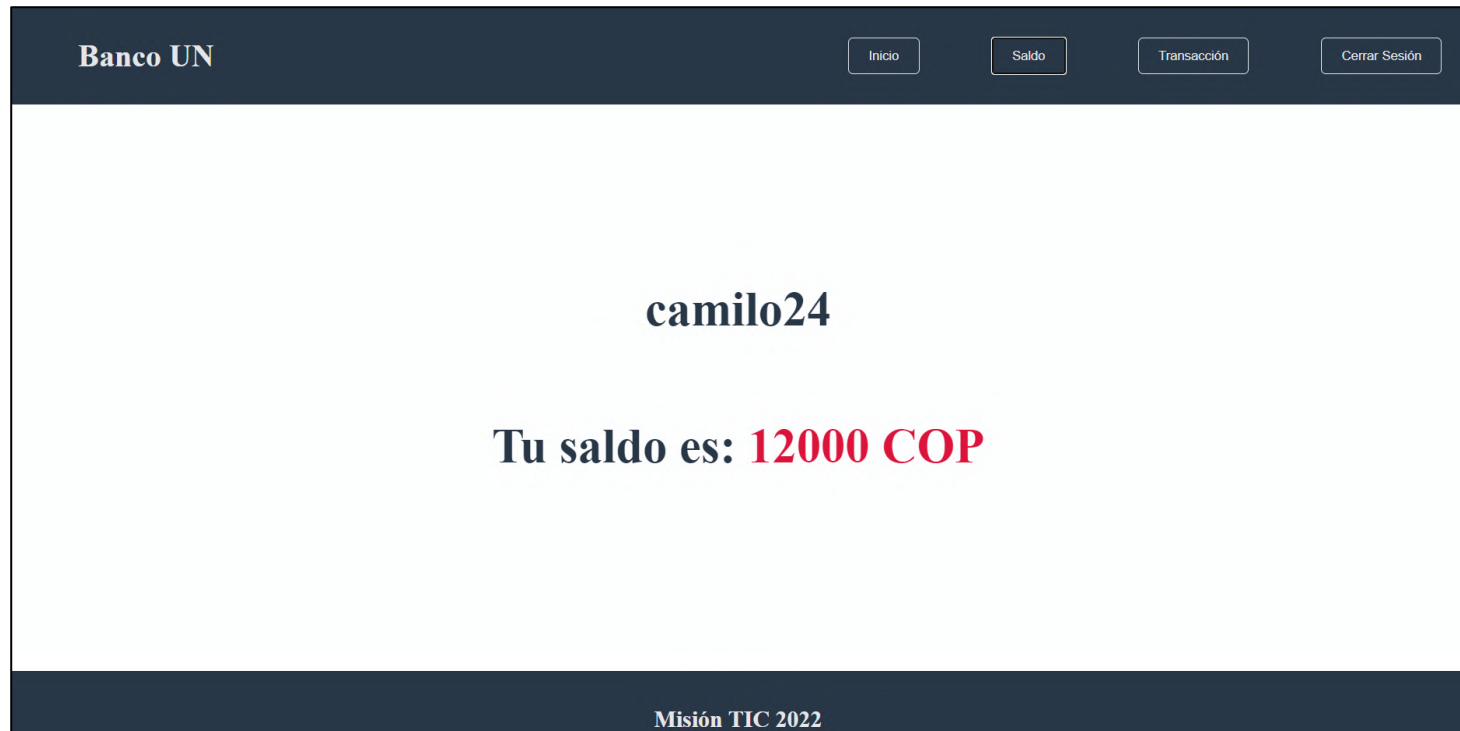 Banco UN Inicio Saldo Transacción Cerrar Sesión
camilo24
Tu saldo es: 12000 COP
Misión TIC 2022